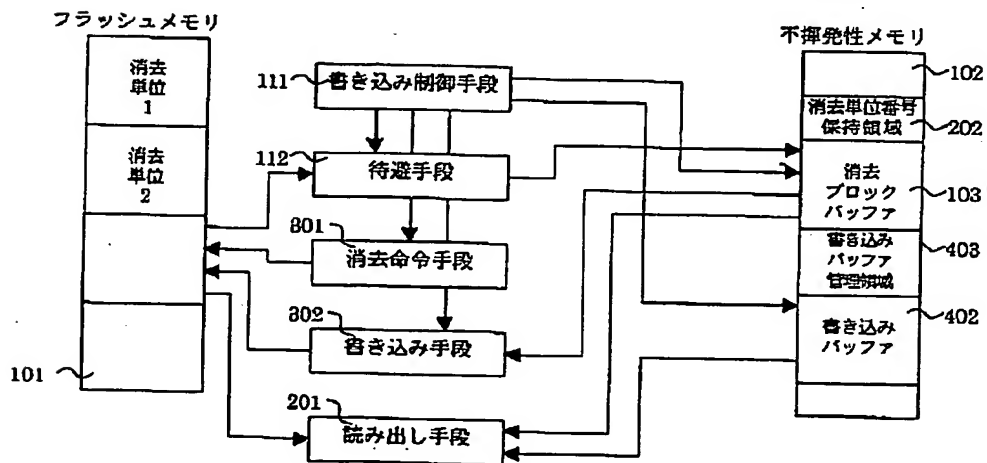 フラッシュメモリ
消去
単位
1
消去
単位
2
101
111
書き込み制御手段
112
待避手段
301
消去命令手段
302
書き込み手段
201
読み出し手段
不揮発性メモリ
102
消去単位番号
保持領域
202
消去
ブロック
バッファ
103
書き込み
バッファ
管理領域
403
書き込み
バッファ
402